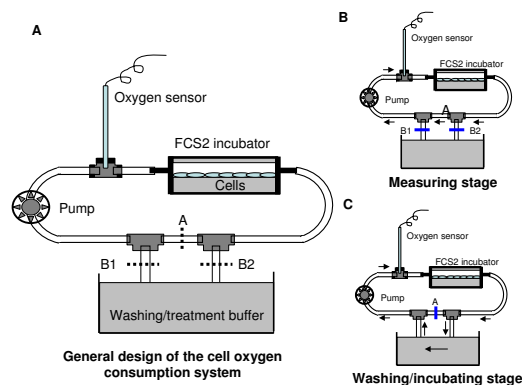 A
Oxygen sensor
FCS2 incubator
Cells
Pump
A
B1
B2
Washing/treatment buffer
General design of the cell oxygen
consumption system
B
Oxygen sensor
FCS2 incubator
Pump
A
B1
B2
Measuring stage
C
Oxygen sensor
FCS2 incubator
Pump
A
Washing/incubating stage